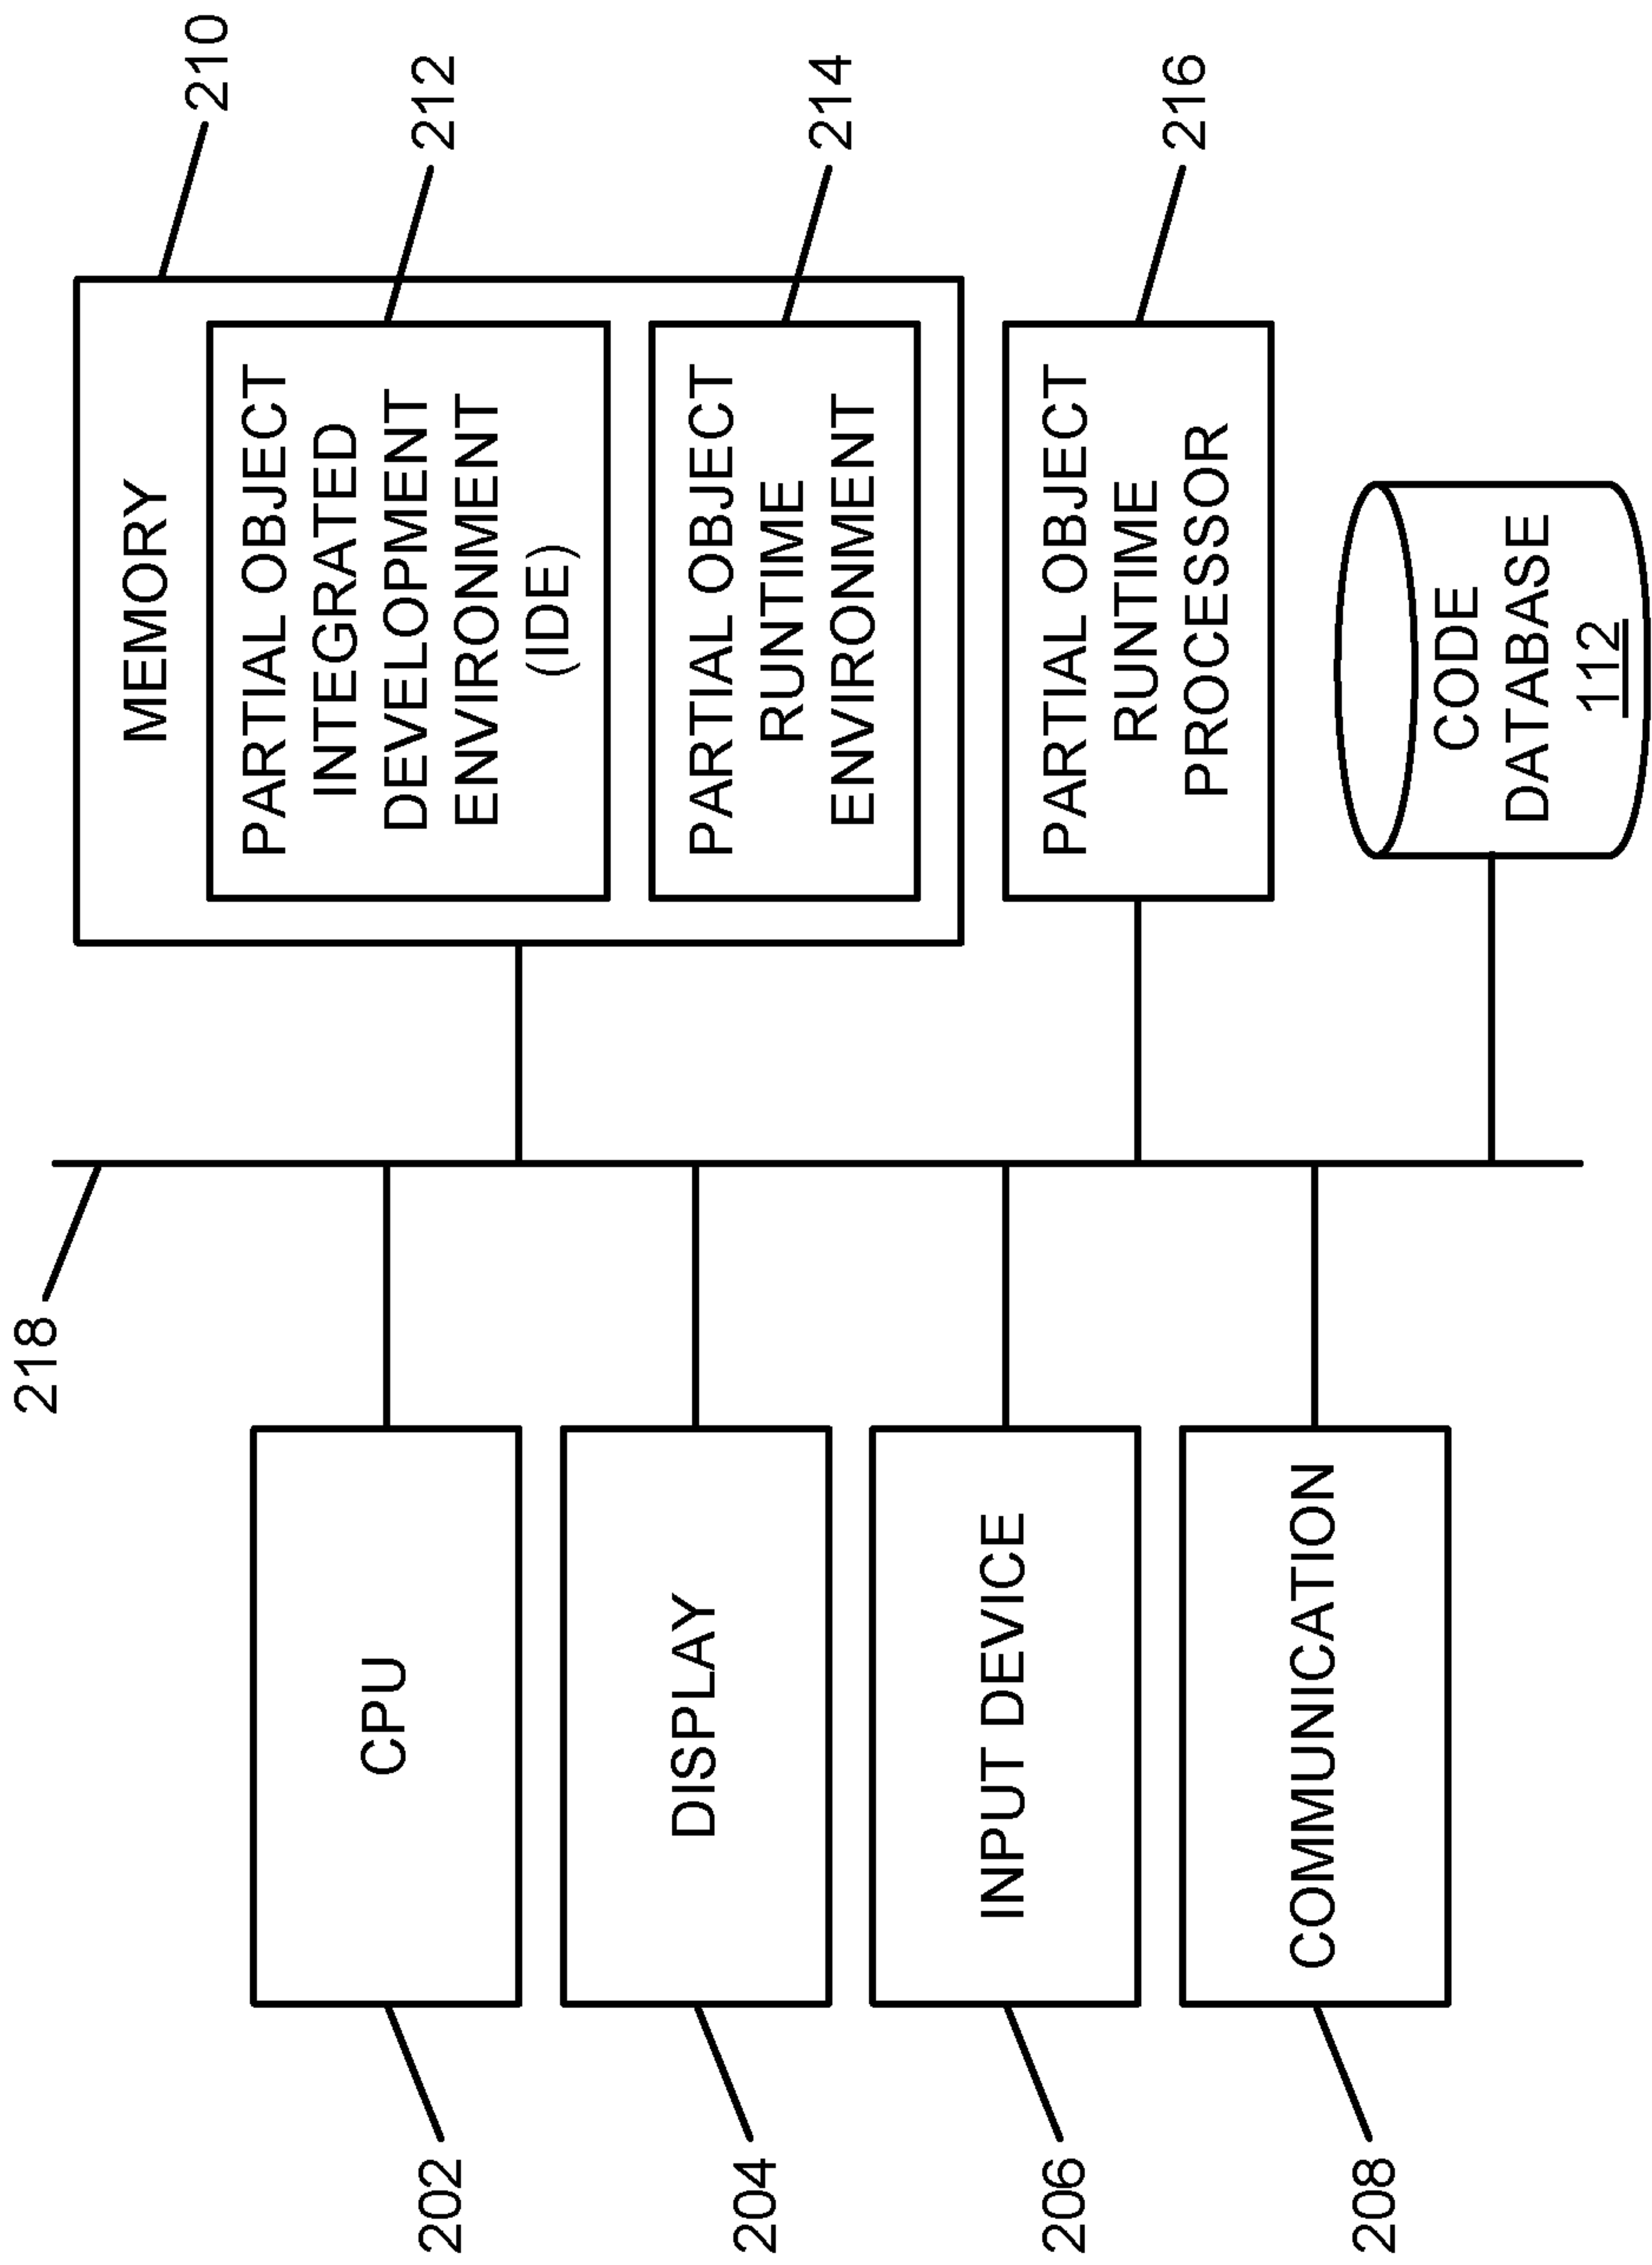 218
202
CPU
204
DISPLAY
206
INPUT DEVICE
208
COMMUNICATION
210
MEMORY
212
PARTIAL OBJECT
INTEGRATED
DEVELOPMENT
ENVIRONMENT
(IDE)
214
PARTIAL OBJECT
RUNTIME
ENVIRONMENT
216
PARTIAL OBJECT
RUNTIME
PROCESSOR
CODE
DATABASE
112